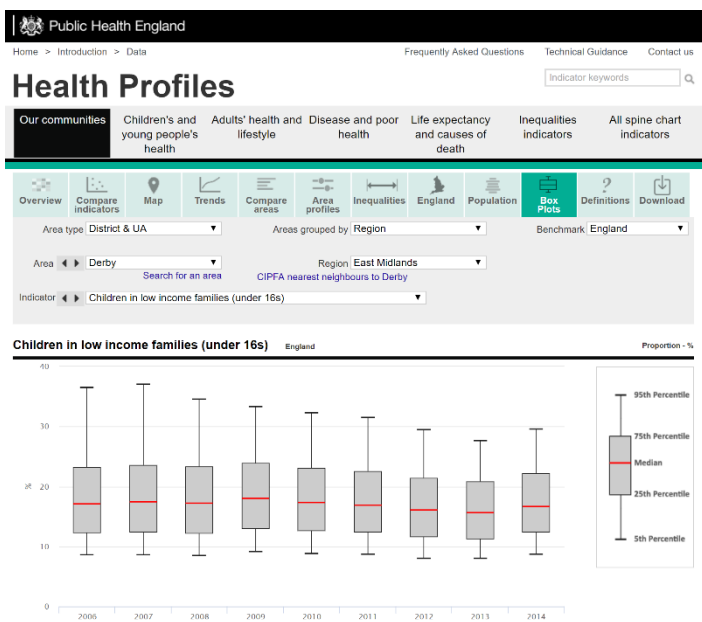 Public Health England
Home > Introduction > Data
Frequently Asked Questions Technical Guidance Contact us
Health Profiles
Indicator keywords
Our communities
Children's and young people's health
Adults' health and lifestyle
Disease and poor health
Life expectancy and causes of death
Inequalities indicators
All spine chart indicators
Overview
Compare indicators
Map
Trends
Compare areas
Area profiles
Inequalities
England
Population
Box Plots
Definitions
Download
Area type District & UA
Areas grouped by Region
Benchmark England
Area Derby
Region East Midlands
Search for an area
CIPFA nearest neighbours to Derby
Indicator Children in low income families (under 16s)
Children in low income families (under 16s) England
Proportion - %
40
30
%
20
10
0
2006 2007 2008 2009 2010 2011 2012 2013 2014
95th Percentile
75th Percentile
Median
25th Percentile
5th Percentile